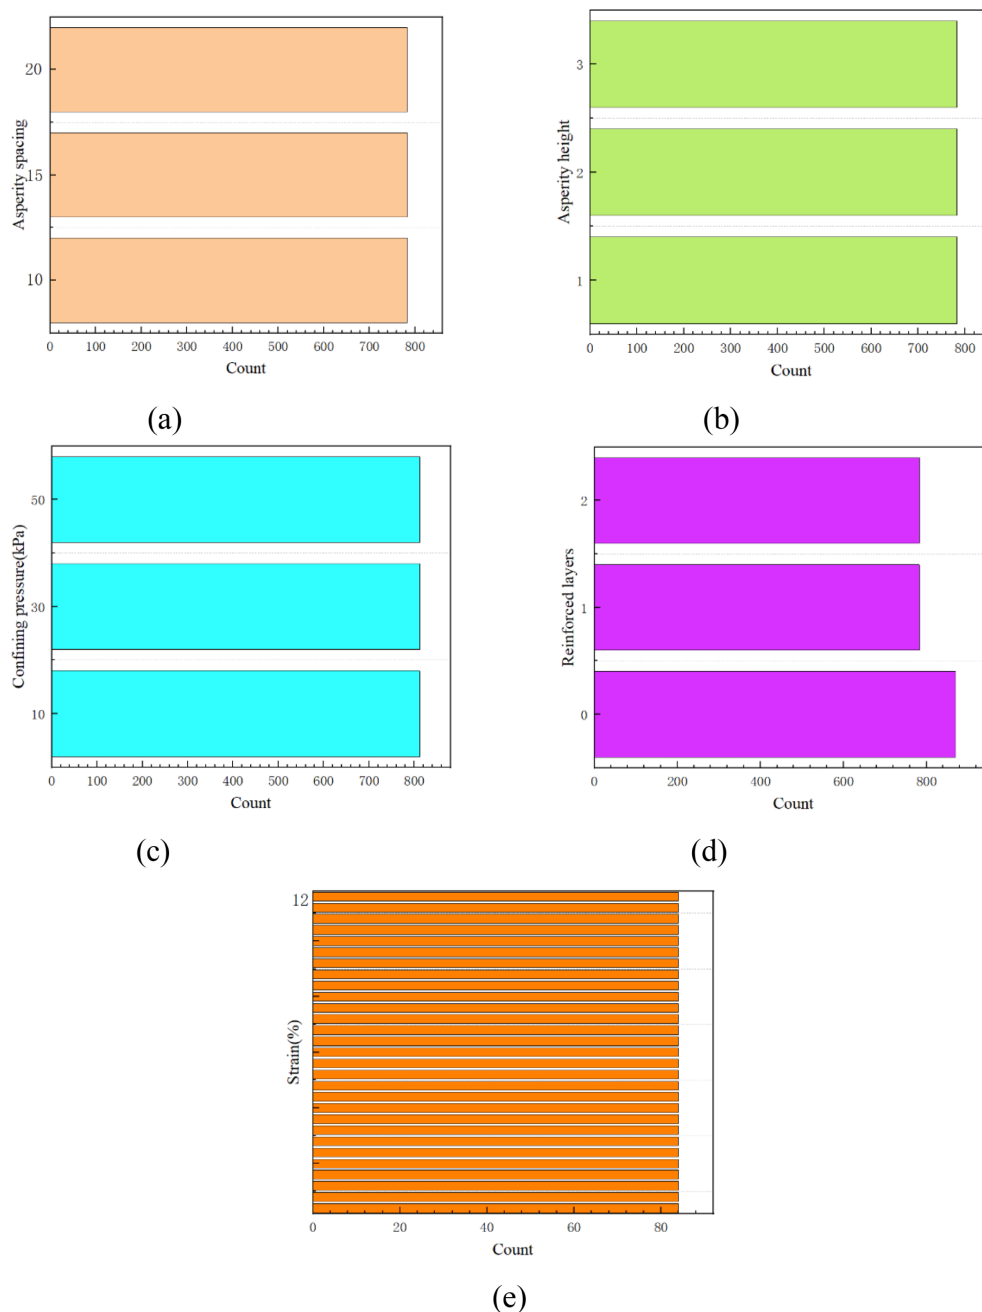 Asperity spacing
20
15
10
0 100 200 300 400 500 600 700 800
Count
(a)
Asperity height
3
2
1
0 100 200 300 400 500 600 700 800
Count
(b)
Confining pressure(kPa)
50
30
10
0 100 200 300 400 500 600 700 800
Count
(c)
Reinforced layers
2
1
0
0 200 400 600 800
Count
(d)
Strain(%)
12
0 20 40 60 80
Count
(e)